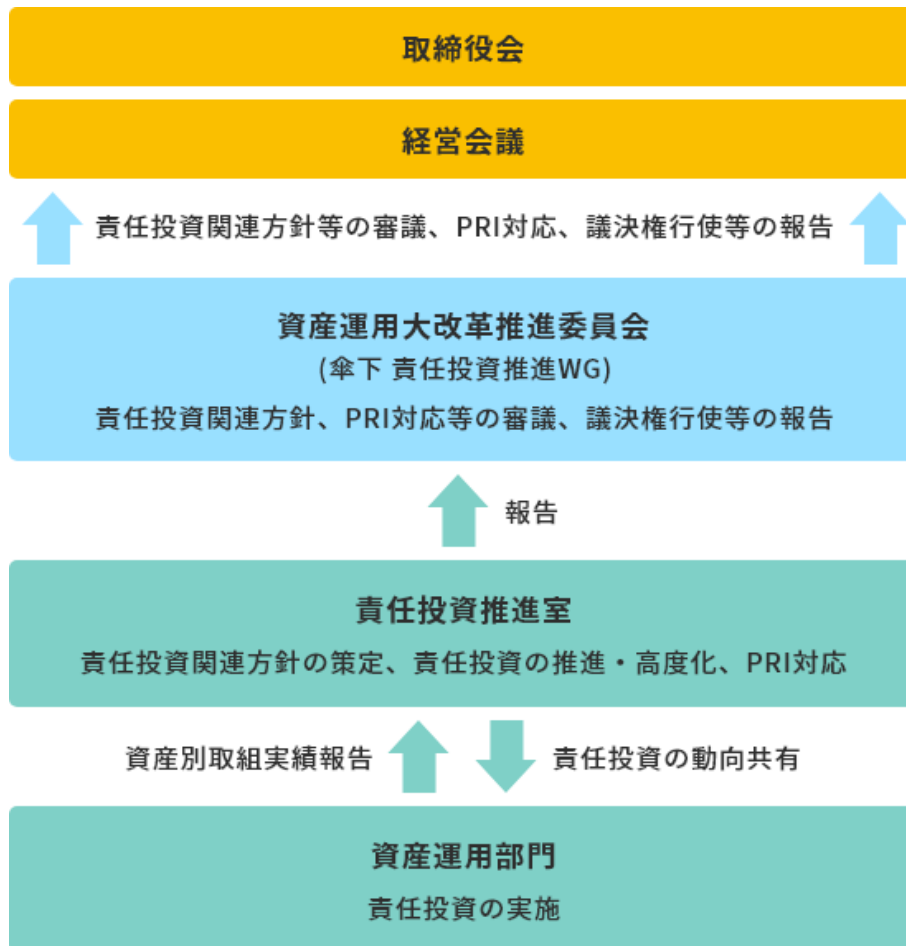 取締役会
経営会議
責任投資関連方針等の審議、PRI対応、議決権行使等の報告
資産運用大改革推進委員会
(傘下 責任投資推進WG)
責任投資関連方針、PRI対応等の審議、議決権行使等の報告
報告
責任投資推進室
責任投資関連方針の策定、責任投資の推進・高度化、PRI対応
資産別取組実績報告
責任投資の動向共有
資産運用部門
責任投資の実施